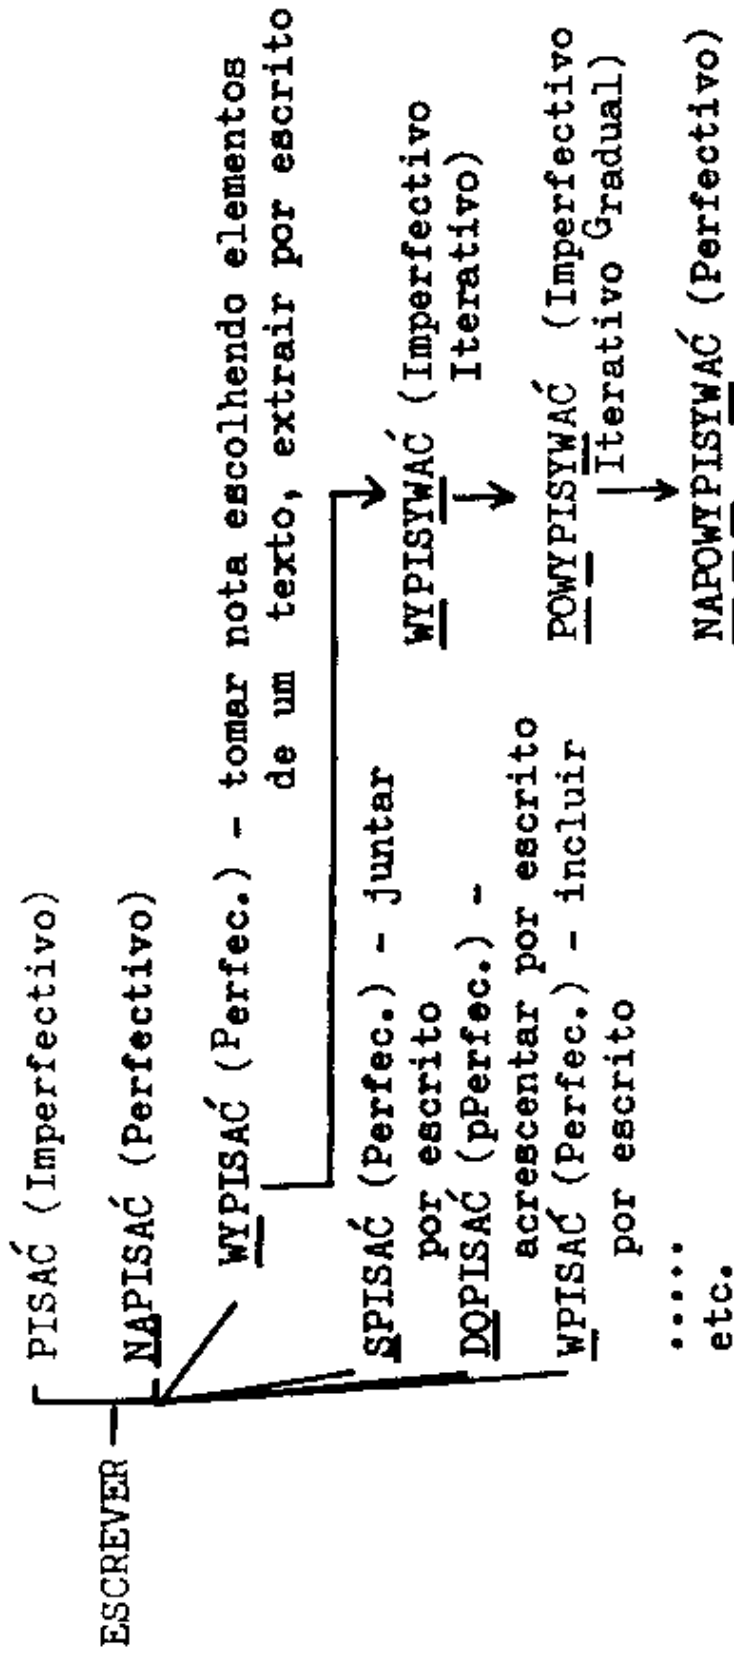 PISAĆ (Imperfectivo)
ESCREVER
NAPISAĆ (Perfectivo)
WYPISAĆ (Perfec.) - tomar nota escolhendo elementos
de um texto, extrair por escrito
SPISAĆ (Perfec.) - juntar
por escrito
DOPISAĆ (pPerfec.) -
acrescentar por escrito
WPISAĆ (Perfec.) - incluir
por escrito
.....
etc.
WYPISYWAĆ (Imperfectivo
Iterativo)
POWYPISYWAĆ (Imperfectivo
Iterativo Gradual)
NAPOWYPISYWAĆ (Perfectivo)